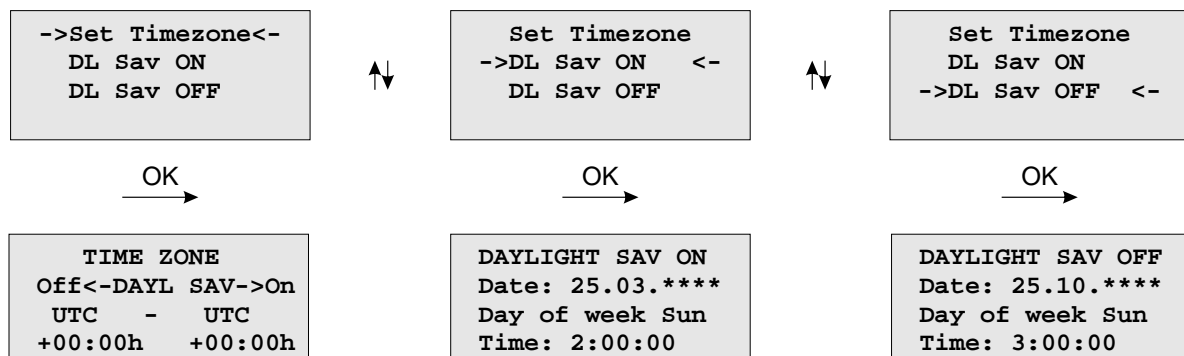 ->Set Timezone<-
DL Sav ON
DL Sav OFF
Set Timezone
->DL Sav ON <-
DL Sav OFF
Set Timezone
DL Sav ON
->DL Sav OFF <-
OK
OK
OK
TIME ZONE
Off<-DAYL SAV->On
UTC - UTC
+00:00h +00:00h
DAYLIGHT SAV ON
Date: 25.03.****
Day of week Sun
Time: 2:00:00
DAYLIGHT SAV OFF
Date: 25.10.****
Day of week Sun
Time: 3:00:00